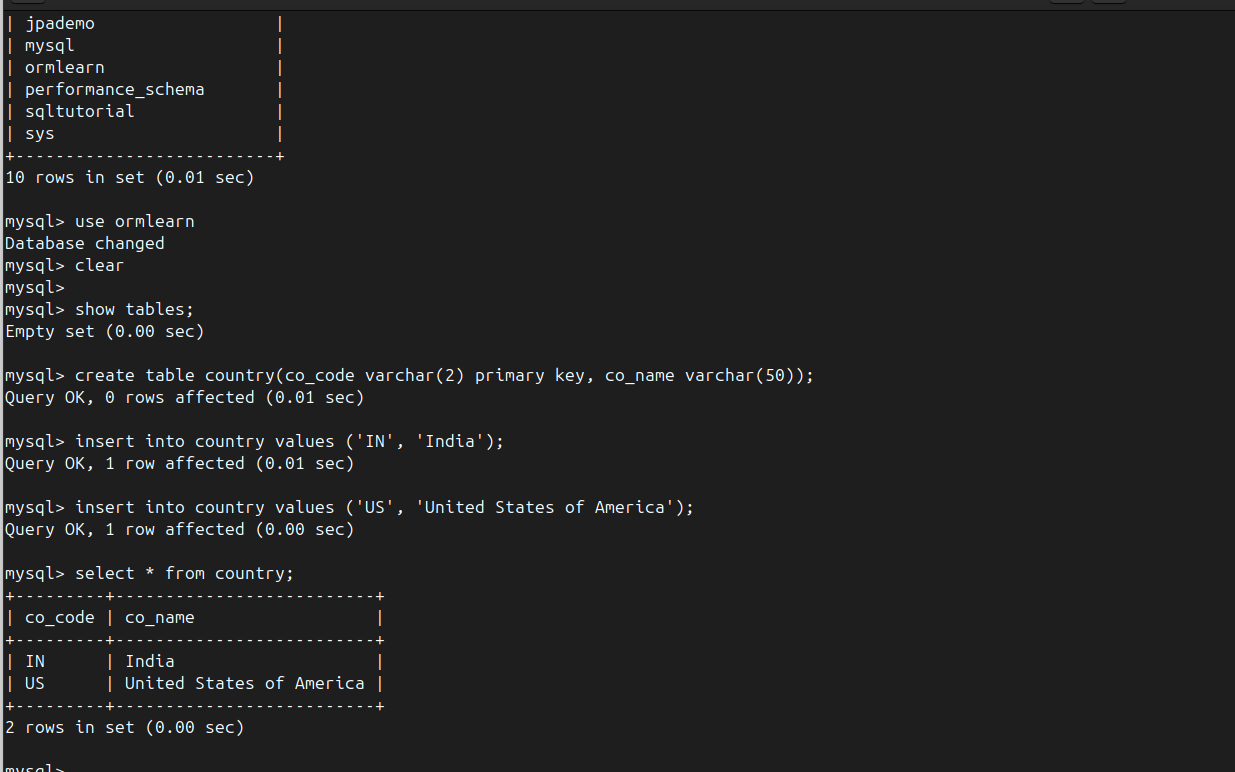 | jpademo                 |
| mysql                   |
| ormlearn                |
| performance_schema      |
| sqltutorial             |
| sys                     |
+--------------------------+
10 rows in set (0.01 sec)

mysql> use ormlearn
Database changed
mysql> clear
mysql>
mysql> show tables;
Empty set (0.00 sec)

mysql> create table country(co_code varchar(2) primary key, co_name varchar(50));
Query OK, 0 rows affected (0.01 sec)

mysql> insert into country values ('IN', 'India');
Query OK, 1 row affected (0.01 sec)

mysql> insert into country values ('US', 'United States of America');
Query OK, 1 row affected (0.00 sec)

mysql> select * from country;
+---------+--------------------------+
| co_code | co_name                  |
+---------+--------------------------+
| IN      | India                    |
| US      | United States of America |
+---------+--------------------------+
2 rows in set (0.00 sec)

mysql>